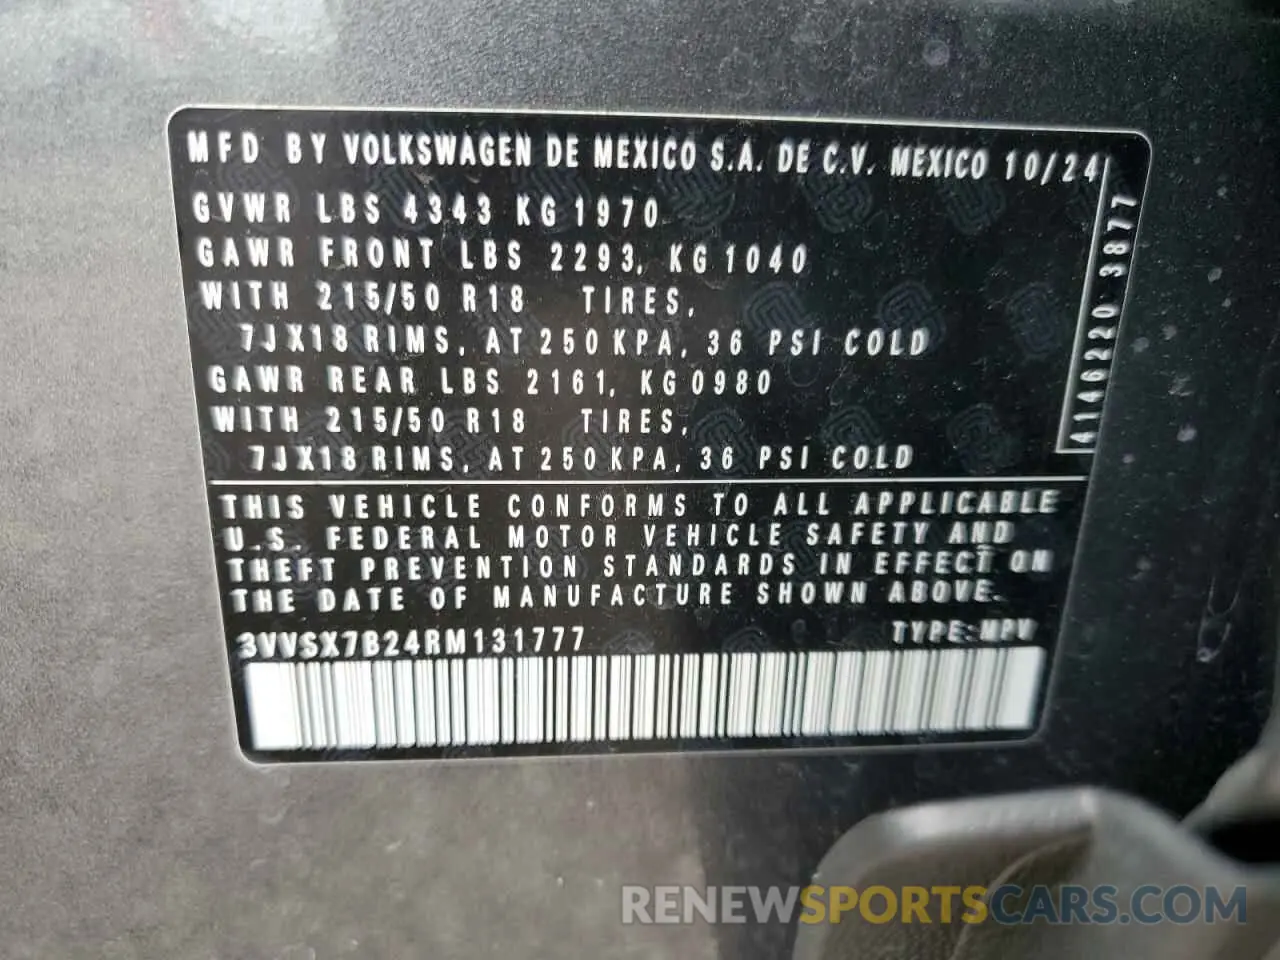 MFD BY VOLKSWAGEN DE MEXICO S.A. DE C.V. MEXICO 10/24
GVWR LBS 4343 KG 1970
GAWR FRONT LBS 2293, KG 1040
WITH 215/50 R18 TIRES,
7JX18 RIMS, AT 250 KPA, 36 PSI COLD
GAWR REAR LBS 2161, KG 0980
WITH 215/50 R18 TIRES,
7JX18 RIMS, AT 250 KPA, 36 PSI COLD
4146220 3877
THIS VEHICLE CONFORMS TO ALL APPLICABLE
U.S. FEDERAL MOTOR VEHICLE SAFETY AND
THEFT PREVENTION STANDARDS IN EFFECT ON
THE DATE OF MANUFACTURE SHOWN ABOVE.
3VVSX7B24RM131777 TYPE: MPV
RENEWSPORTSCARS.COM